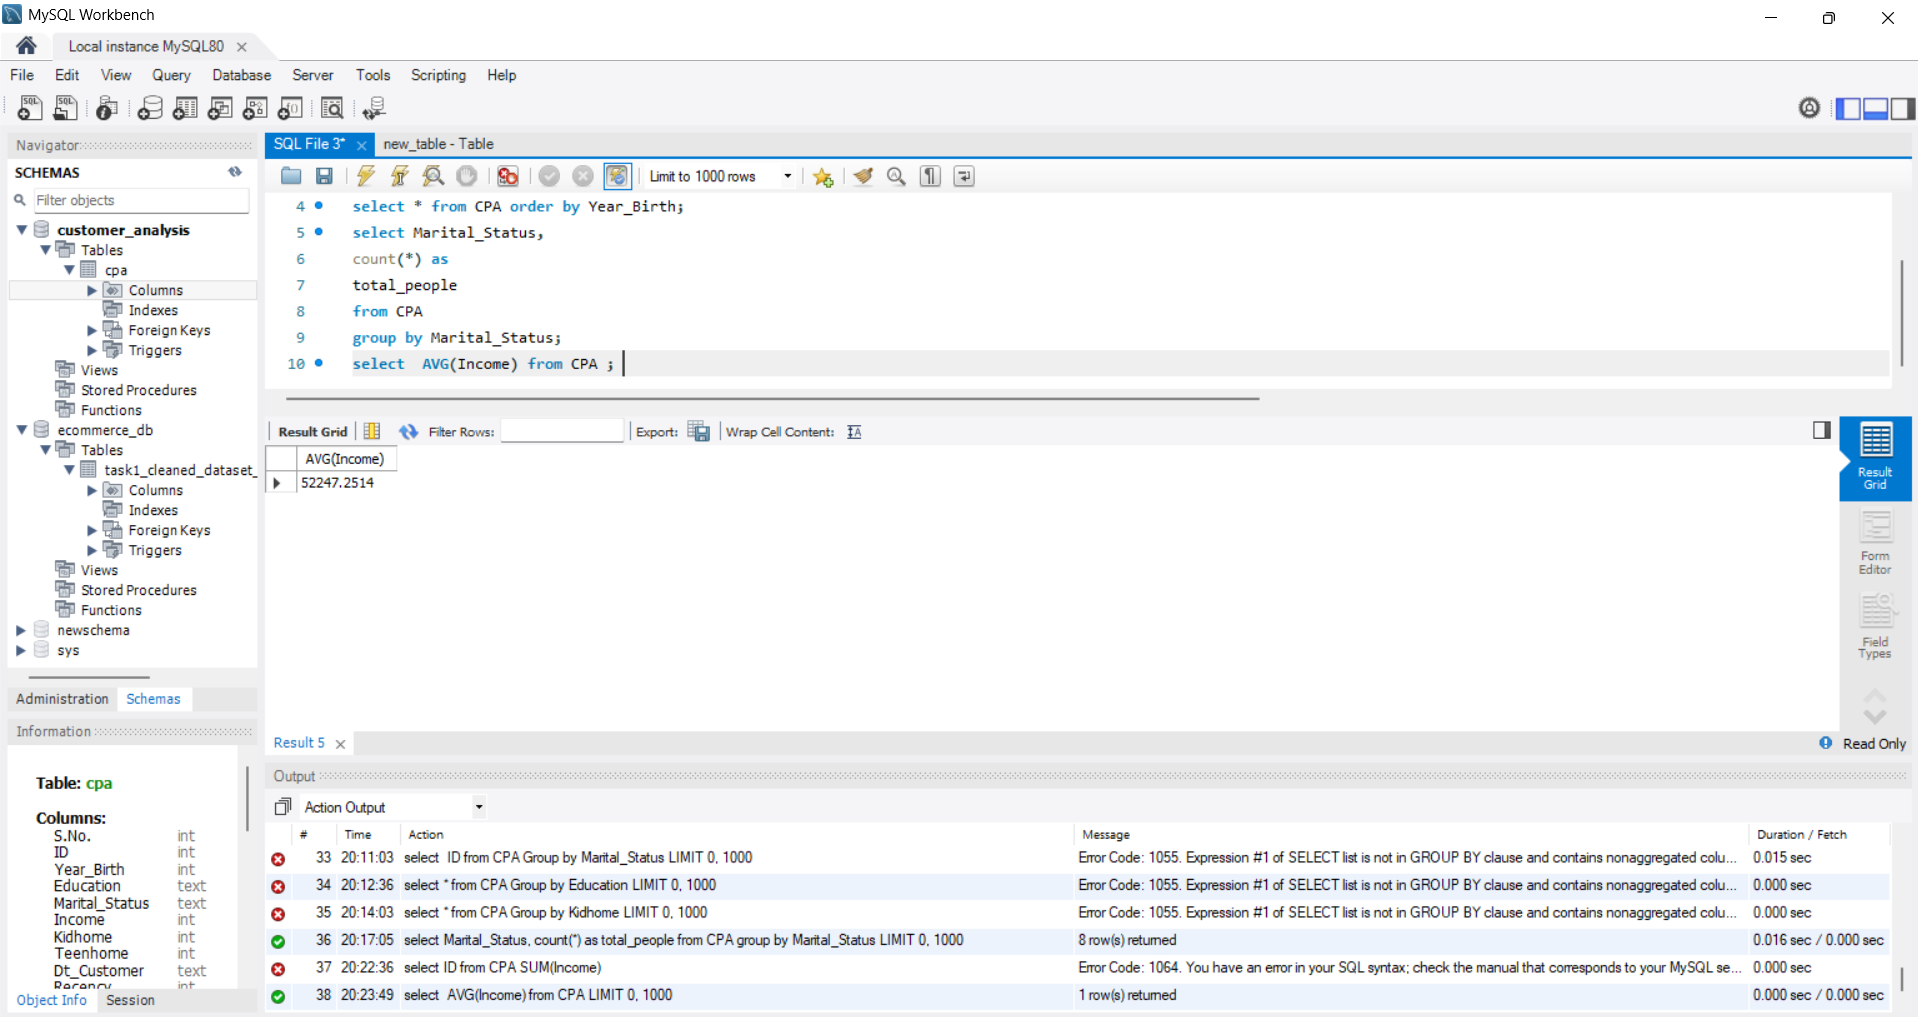 MySQL Workbench
Local instance MySQL80
File Edit View Query Database Server Tools Scripting Help
Navigator
SCHEMAS
Filter objects
customer_analysis
Tables
cpa
Columns
Indexes
Foreign Keys
Triggers
Views
Stored Procedures
Functions
ecommerce_db
Tables
task1_cleaned_dataset_
Columns
Indexes
Foreign Keys
Triggers
Views
Stored Procedures
Functions
newschema
sys
Administration Schemas
Information
Table: cpa
Columns:
S.No. int
ID int
Year_Birth int
Education text
Marital_Status text
Income int
Kidhome int
Teenhome int
Dt_Customer text
Recency int
Object Info Session
SQL File 3* new_table - Table
Limit to 1000 rows
4 select * from CPA order by Year_Birth;
5 select Marital_Status,
6 count(*) as
7 total_people
8 from CPA
9 group by Marital_Status;
10 select AVG(Income) from CPA ;
Result Grid Filter Rows: Export: Wrap Cell Content:
AVG(Income)
52247.2514
Result
Grid
Form
Editor
Field
Types
Result 5
Read Only
Output
Action Output
# Time Action Message Duration / Fetch
33 20:11:03 select ID from CPA Group by Marital_Status LIMIT 0, 1000 Error Code: 1055. Expression #1 of SELECT list is not in GROUP BY clause and contains nonaggregated colu... 0.015 sec
34 20:12:36 select * from CPA Group by Education LIMIT 0, 1000 Error Code: 1055. Expression #1 of SELECT list is not in GROUP BY clause and contains nonaggregated colu... 0.000 sec
35 20:14:03 select * from CPA Group by Kidhome LIMIT 0, 1000 Error Code: 1055. Expression #1 of SELECT list is not in GROUP BY clause and contains nonaggregated colu... 0.000 sec
36 20:17:05 select Marital_Status, count(*) as total_people from CPA group by Marital_Status LIMIT 0, 1000 8 row(s) returned 0.016 sec / 0.000 sec
37 20:22:36 select ID from CPA SUM(Income) Error Code: 1064. You have an error in your SQL syntax; check the manual that corresponds to your MySQL se... 0.000 sec
38 20:23:49 select AVG(Income) from CPA LIMIT 0, 1000 1 row(s) returned 0.000 sec / 0.000 sec